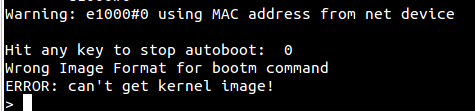 Warning: e1000#0 using MAC address from net device
Hit any key to stop autoboot:  0
Wrong Image Format for bootm command
ERROR: can't get kernel image!
>